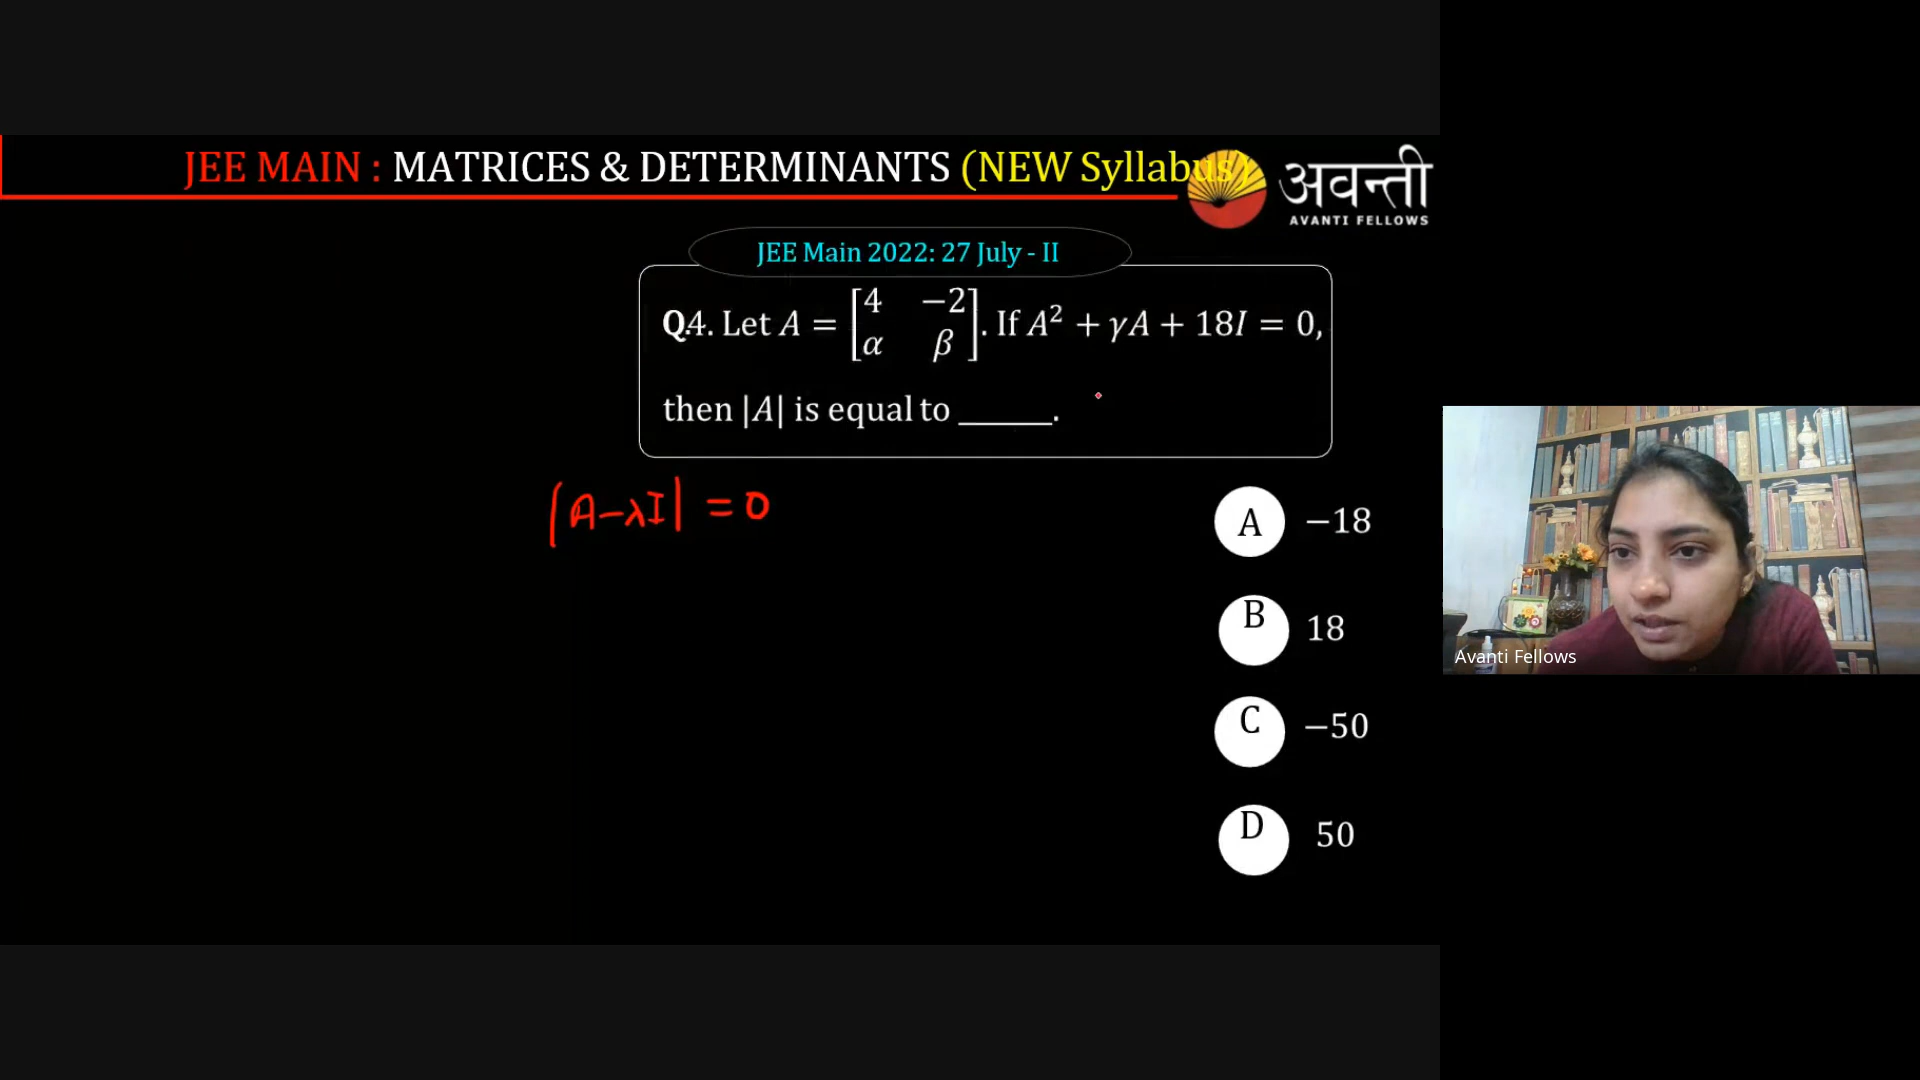 JEE MAIN : MATRICES & DETERMINANTS (NEW Syllabus)
अवन्ती
AVANTI FELLOWS
JEE Main 2022: 27 July - II
Q4. Let A = [4 −2; α β]. If A² + γA + 18I = 0,
then |A| is equal to ______.
|A−λI| = 0
A −18
B 18
C −50
D 50
Avanti Fellows